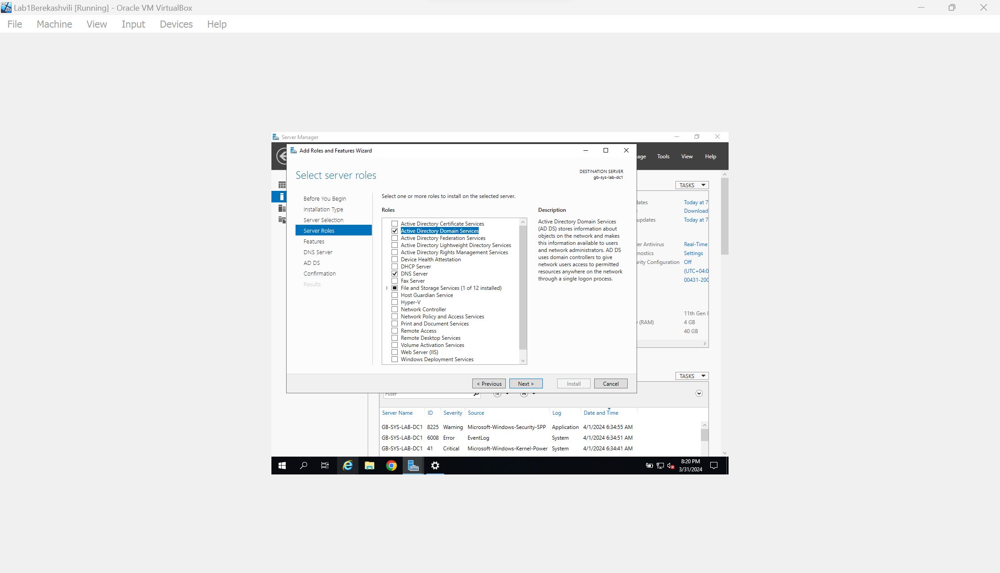 Lab1Berekashvili [Running] - Oracle VM VirtualBox
File Machine View Input Devices Help
Server Manager
Add Roles and Features Wizard
age Tools View Help
Select server roles
DESTINATION SERVER
gb-sys-lab-dc1
TASKS
Before You Begin
Installation Type
Server Selection
Server Roles
Features
DNS Server
AD DS
Confirmation
Results
Select one or more roles to install on the selected server.
Roles
Active Directory Certificate Services
Active Directory Domain Services
Active Directory Federation Services
Active Directory Lightweight Directory Services
Active Directory Rights Management Services
Device Health Attestation
DHCP Server
DNS Server
Fax Server
File and Storage Services (1 of 12 installed)
Host Guardian Service
Hyper-V
Network Controller
Network Policy and Access Services
Print and Document Services
Remote Access
Remote Desktop Services
Volume Activation Services
Web Server (IIS)
Windows Deployment Services
Description
Active Directory Domain Services
(AD DS) stores information about
objects on the network and makes
this information available to users
and network administrators. AD DS
uses domain controllers to give
network users access to permitted
resources anywhere on the network
through a single logon process.
dates Today at 7
Download
updates Today at 7
er Antivirus Real-Time
nostics Settings
rity Configuration Off
(UTC+04:0
00431-200
11th Gen I
(RAM) 4 GB
40 GB
< Previous Next > Install Cancel
TASKS
Filter
Server Name ID Severity Source Log Date and Time
GB-SYS-LAB-DC1 8225 Warning Microsoft-Windows-Security-SPP Application 4/1/2024 6:34:55 AM
GB-SYS-LAB-DC1 6008 Error EventLog System 4/1/2024 6:34:51 AM
GB-SYS-LAB-DC1 41 Critical Microsoft-Windows-Kernel-Power System 4/1/2024 6:34:41 AM
8:20 PM
3/31/2024